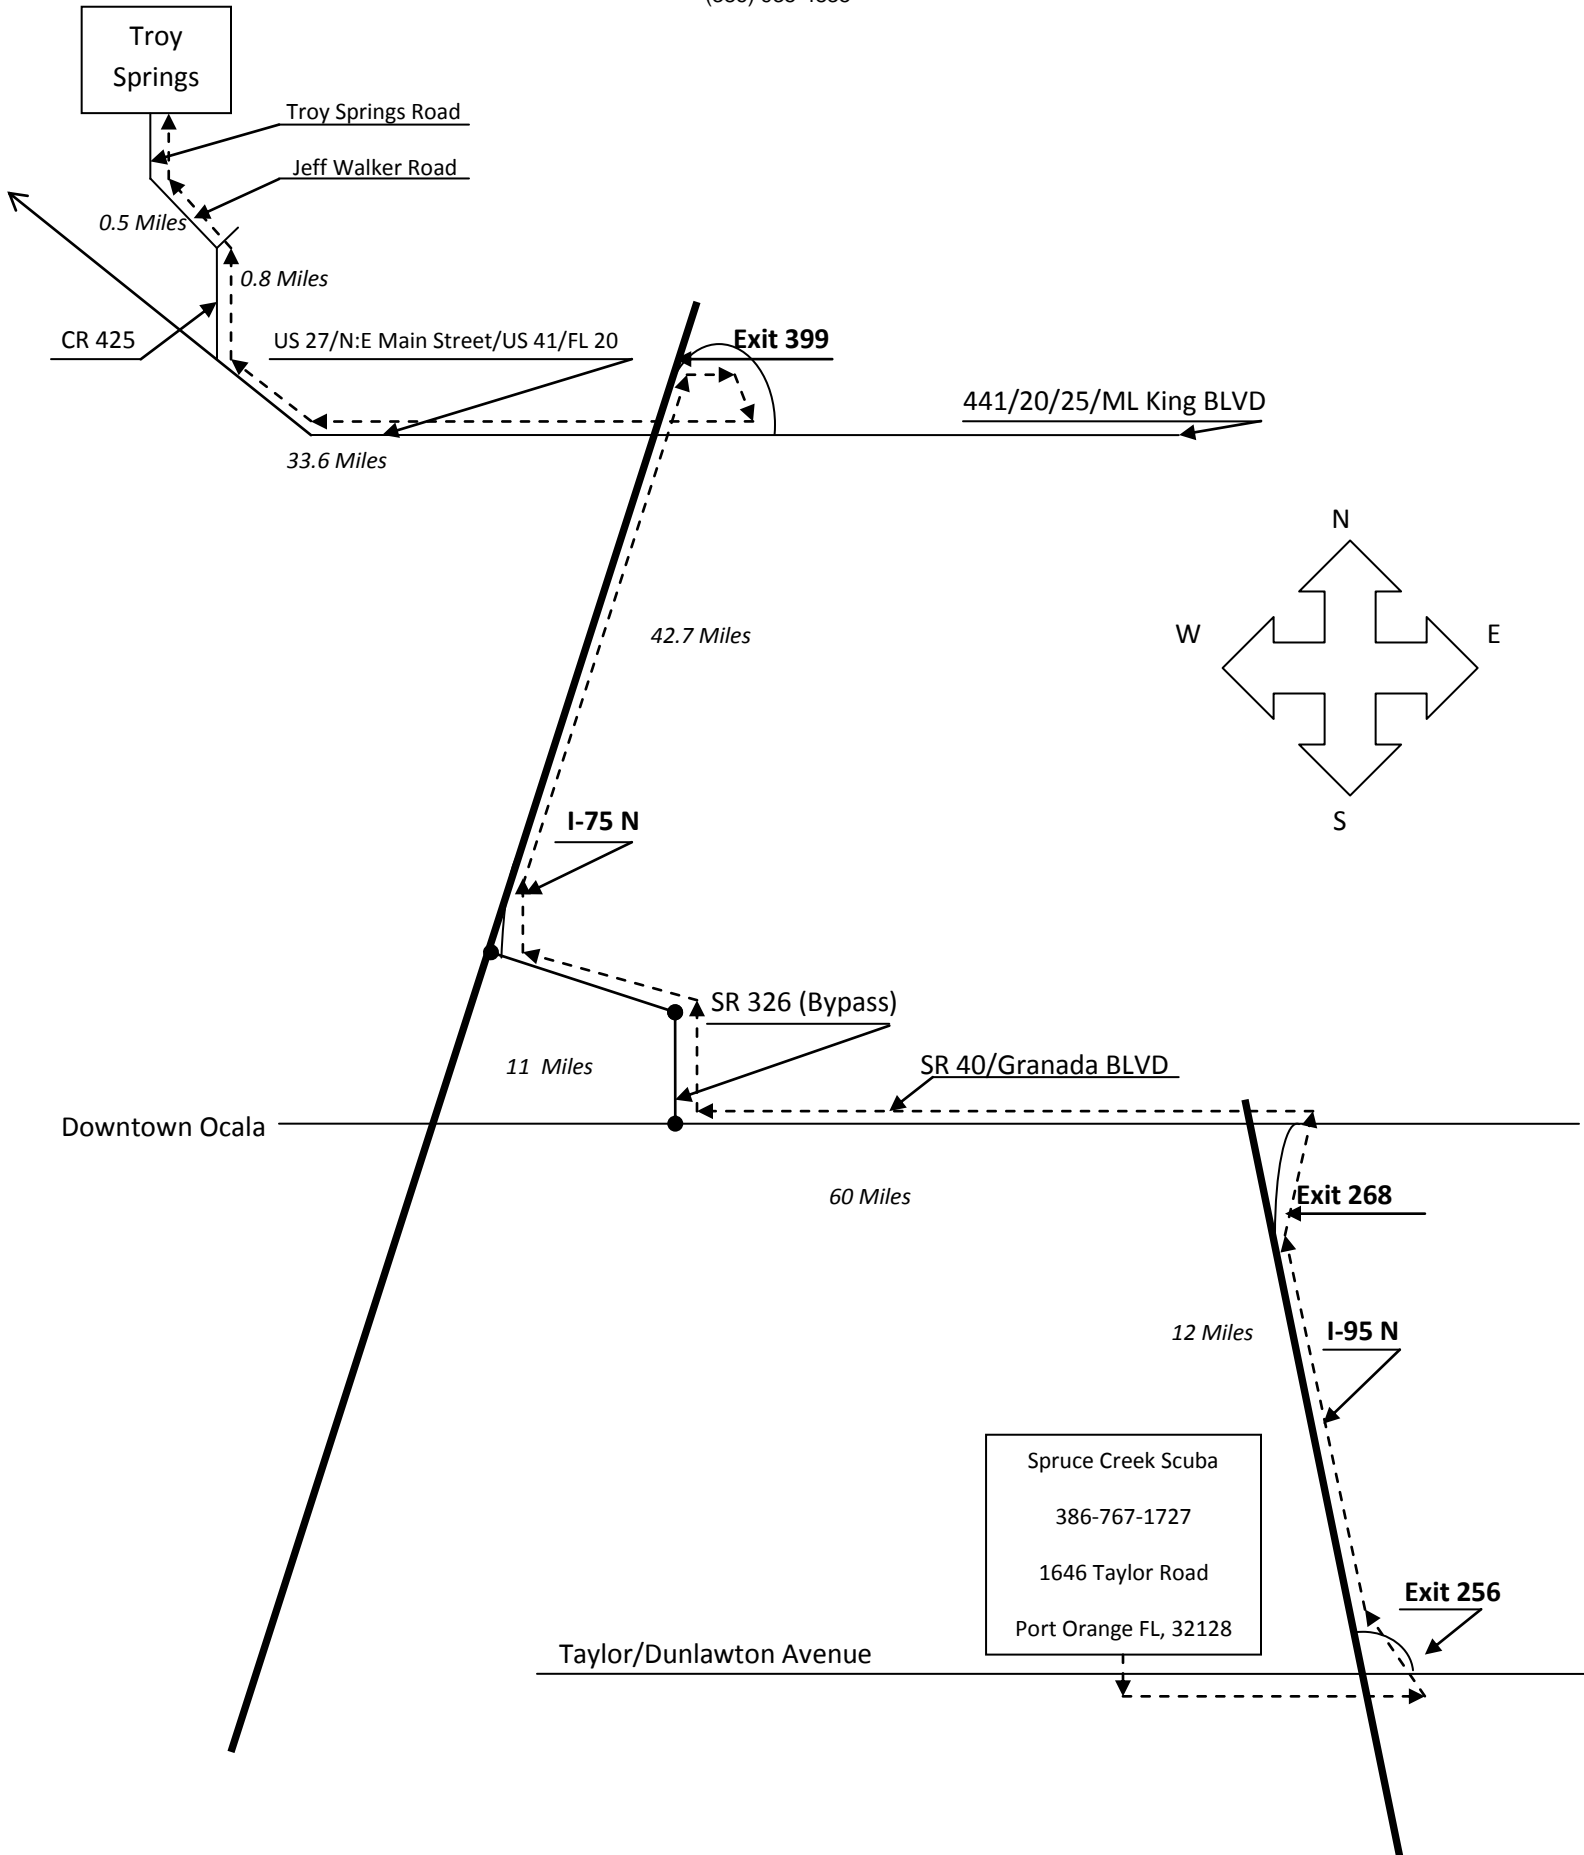 Troy
Springs
Troy Springs Road
Jeff Walker Road
0.5 Miles
0.8 Miles
CR 425
US 27/N:E Main Street/US 41/FL 20
Exit 399
441/20/25/ML King BLVD
33.6 Miles
N
W
E
S
42.7 Miles
I-75 N
SR 326 (Bypass)
11 Miles
SR 40/Granada BLVD
Downtown Ocala
60 Miles
Exit 268
12 Miles
I-95 N
Spruce Creek Scuba
386-767-1727
1646 Taylor Road
Port Orange FL, 32128
Exit 256
Taylor/Dunlawton Avenue